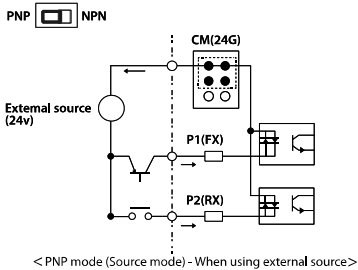 PNP NPN
CM(24G)
External source
(24v)
P1(FX)
P2(RX)
< PNP mode (Source mode) - When using external source>